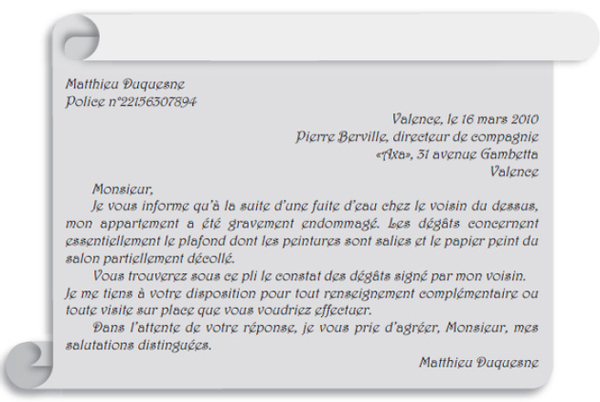 Matthieu Duquesne
Police n°22156307894
Valence, le 16 mars 2010
Pierre Berville, directeur de compagnie
«Axa», 31 avenue Gambetta
Valence
Monsieur,
Je vous informe qu'à la suite d'une fuite d'eau chez le voisin du dessus,
mon appartement a été gravement endommagé. Les dégâts concernent
essentiellement le plafond dont les peintures sont salies et le papier peint du
salon partiellement décollé.
Vous trouverez sous ce pli le constat des dégâts signé par mon voisin.
Je me tiens à votre disposition pour tout renseignement complémentaire ou
toute visite sur place que vous voudriez effectuer.
Dans l'attente de votre réponse, je vous prie d'agréer, Monsieur, mes
salutations distinguées.
Matthieu Duquesne